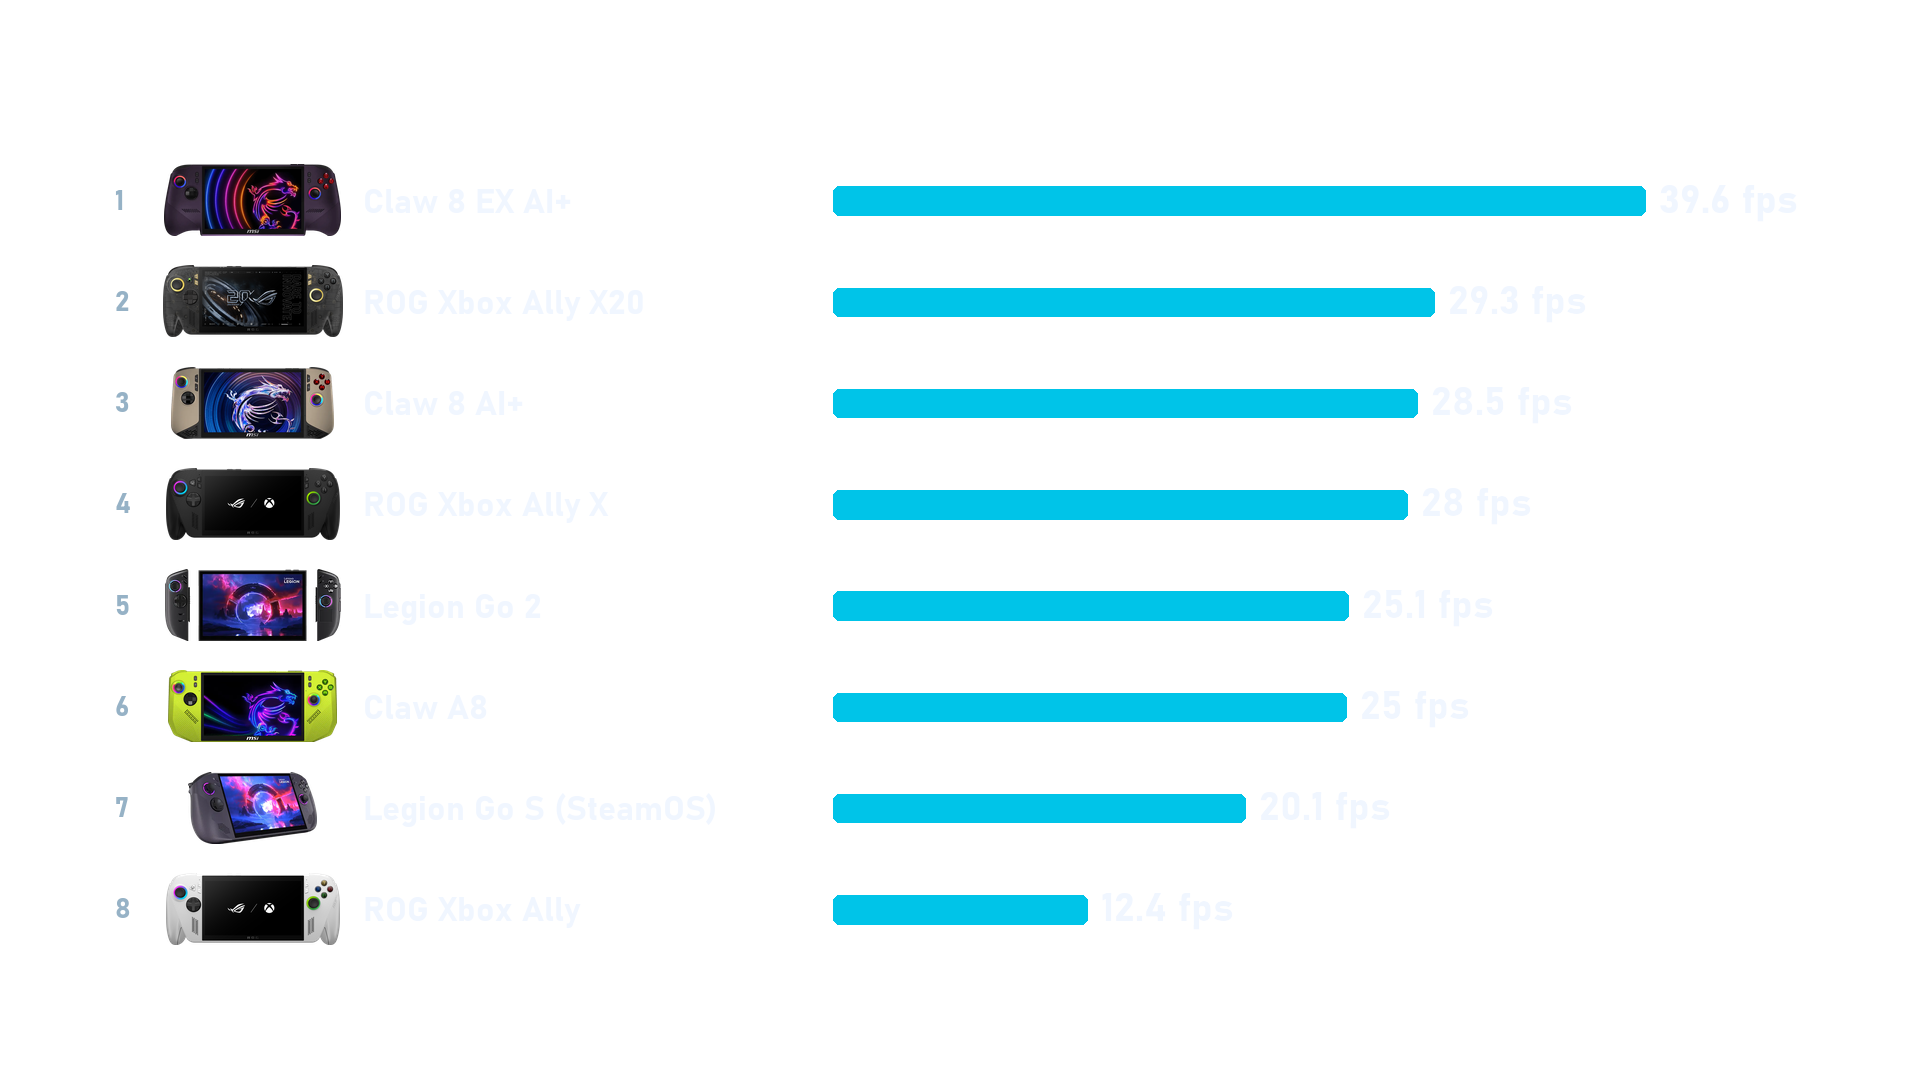 1 Claw 8 EX AI+ 39.6 fps
2 ROG Xbox Ally X20 29.3 fps
3 Claw 8 AI+ 28.5 fps
4 ROG Xbox Ally X 28 fps
5 Legion Go 2 25.1 fps
6 Claw A8 25 fps
7 Legion Go S (SteamOS) 20.1 fps
8 ROG Xbox Ally 12.4 fps